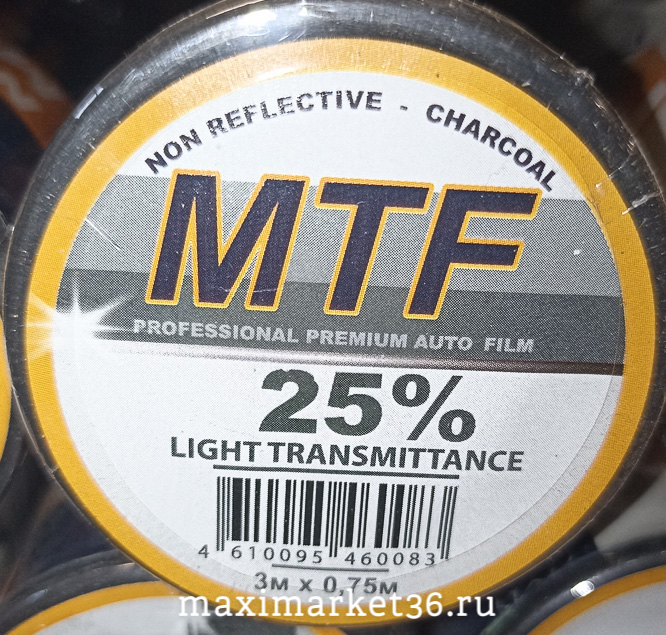 NON REFLECTIVE - CHARCOAL
MTF
PROFESSIONAL PREMIUM AUTO FILM
25%
LIGHT TRANSMITTANCE
4 610095 460083
3м x 0,75м
maximarket36.ru